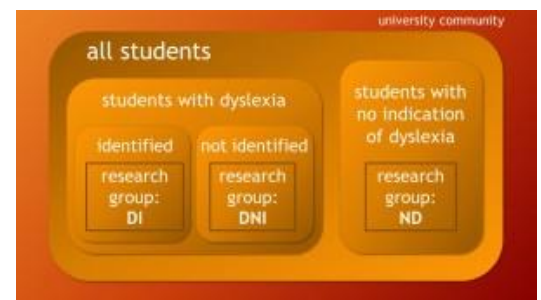 university community
all students
students with dyslexia
identified
research
group:
DI
not identified
research
group:
DNI
students with
no indication
of dyslexia
research
group:
ND